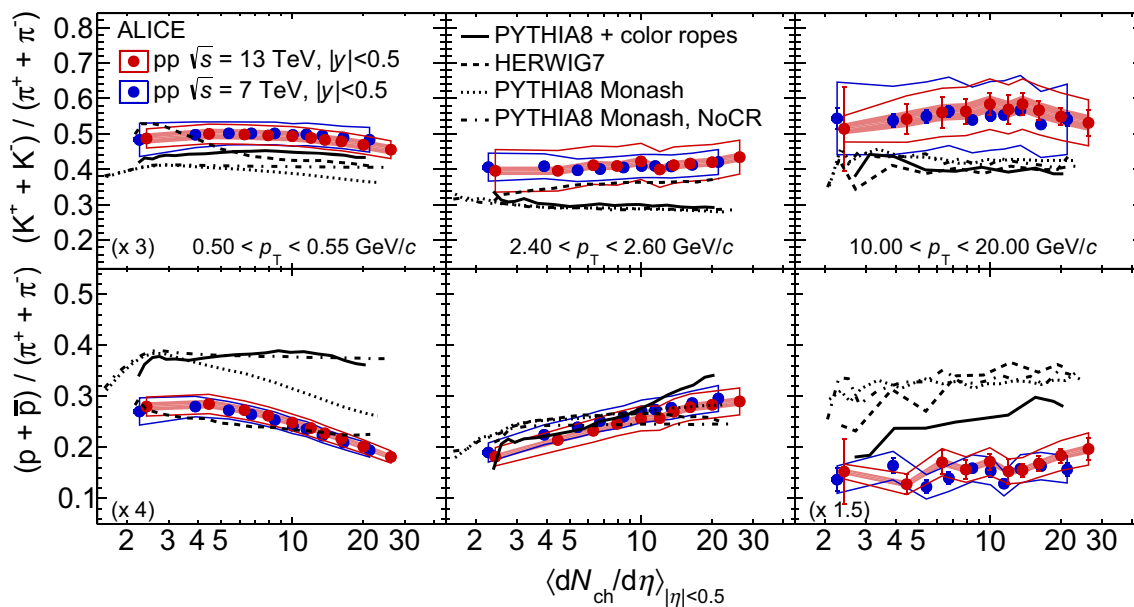 ALICE
pp √s = 13 TeV, |y|<0.5
pp √s = 7 TeV, |y|<0.5
PYTHIA8 + color ropes
HERWIG7
PYTHIA8 Monash
PYTHIA8 Monash, NoCR
(K⁺ + K⁻) / (π⁺ + π⁻)
0.8
0.7
0.6
0.5
0.4
0.3
0.2
(x 3)
0.50 < p_T < 0.55 GeV/c
2.40 < p_T < 2.60 GeV/c
10.00 < p_T < 20.00 GeV/c
(p + p̅) / (π⁺ + π⁻)
0.5
0.4
0.3
0.2
0.1
(x 4)
(x 1.5)
2 3 4 5 10 20 30
2 3 4 5 10 20 30
2 3 4 5 10 20 30
⟨dN_ch/dη⟩_|η|<0.5